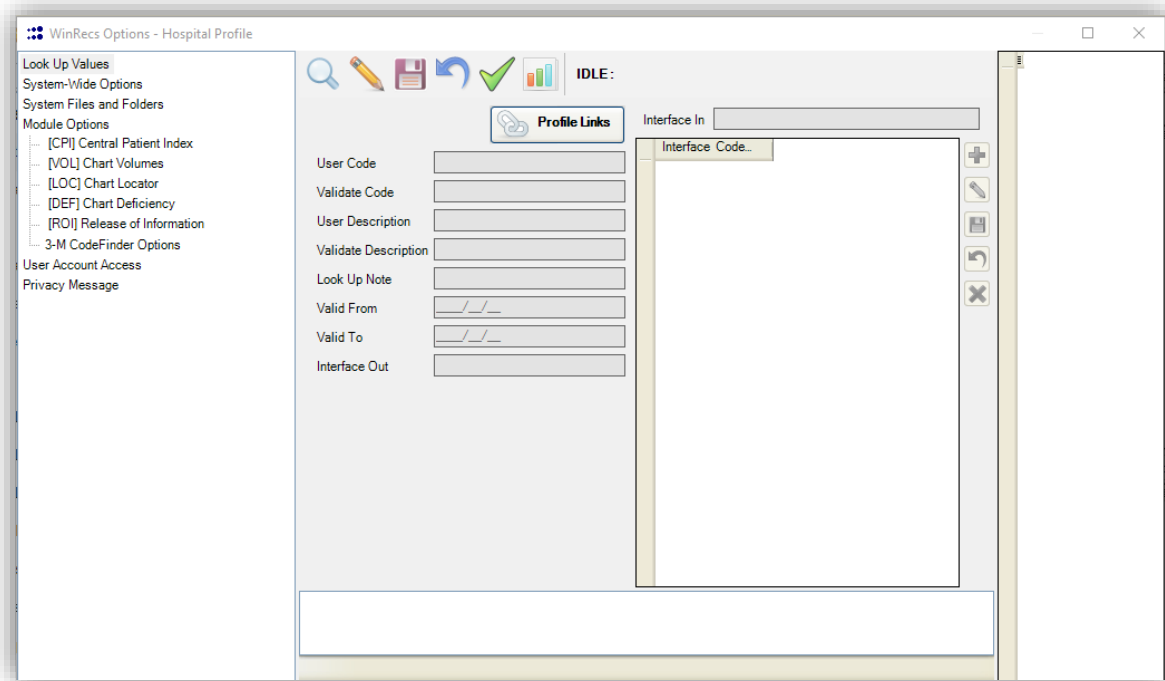 WinRecs Options - Hospital Profile
Look Up Values
System-Wide Options
System Files and Folders
Module Options
[CPI] Central Patient Index
[VOL] Chart Volumes
[LOC] Chart Locator
[DEF] Chart Deficiency
[ROI] Release of Information
3-M CodeFinder Options
User Account Access
Privacy Message
IDLE:
Profile Links
User Code
Validate Code
User Description
Validate Description
Look Up Note
Valid From ____/__/__
Valid To ____/__/__
Interface Out
Interface In
Interface Code...